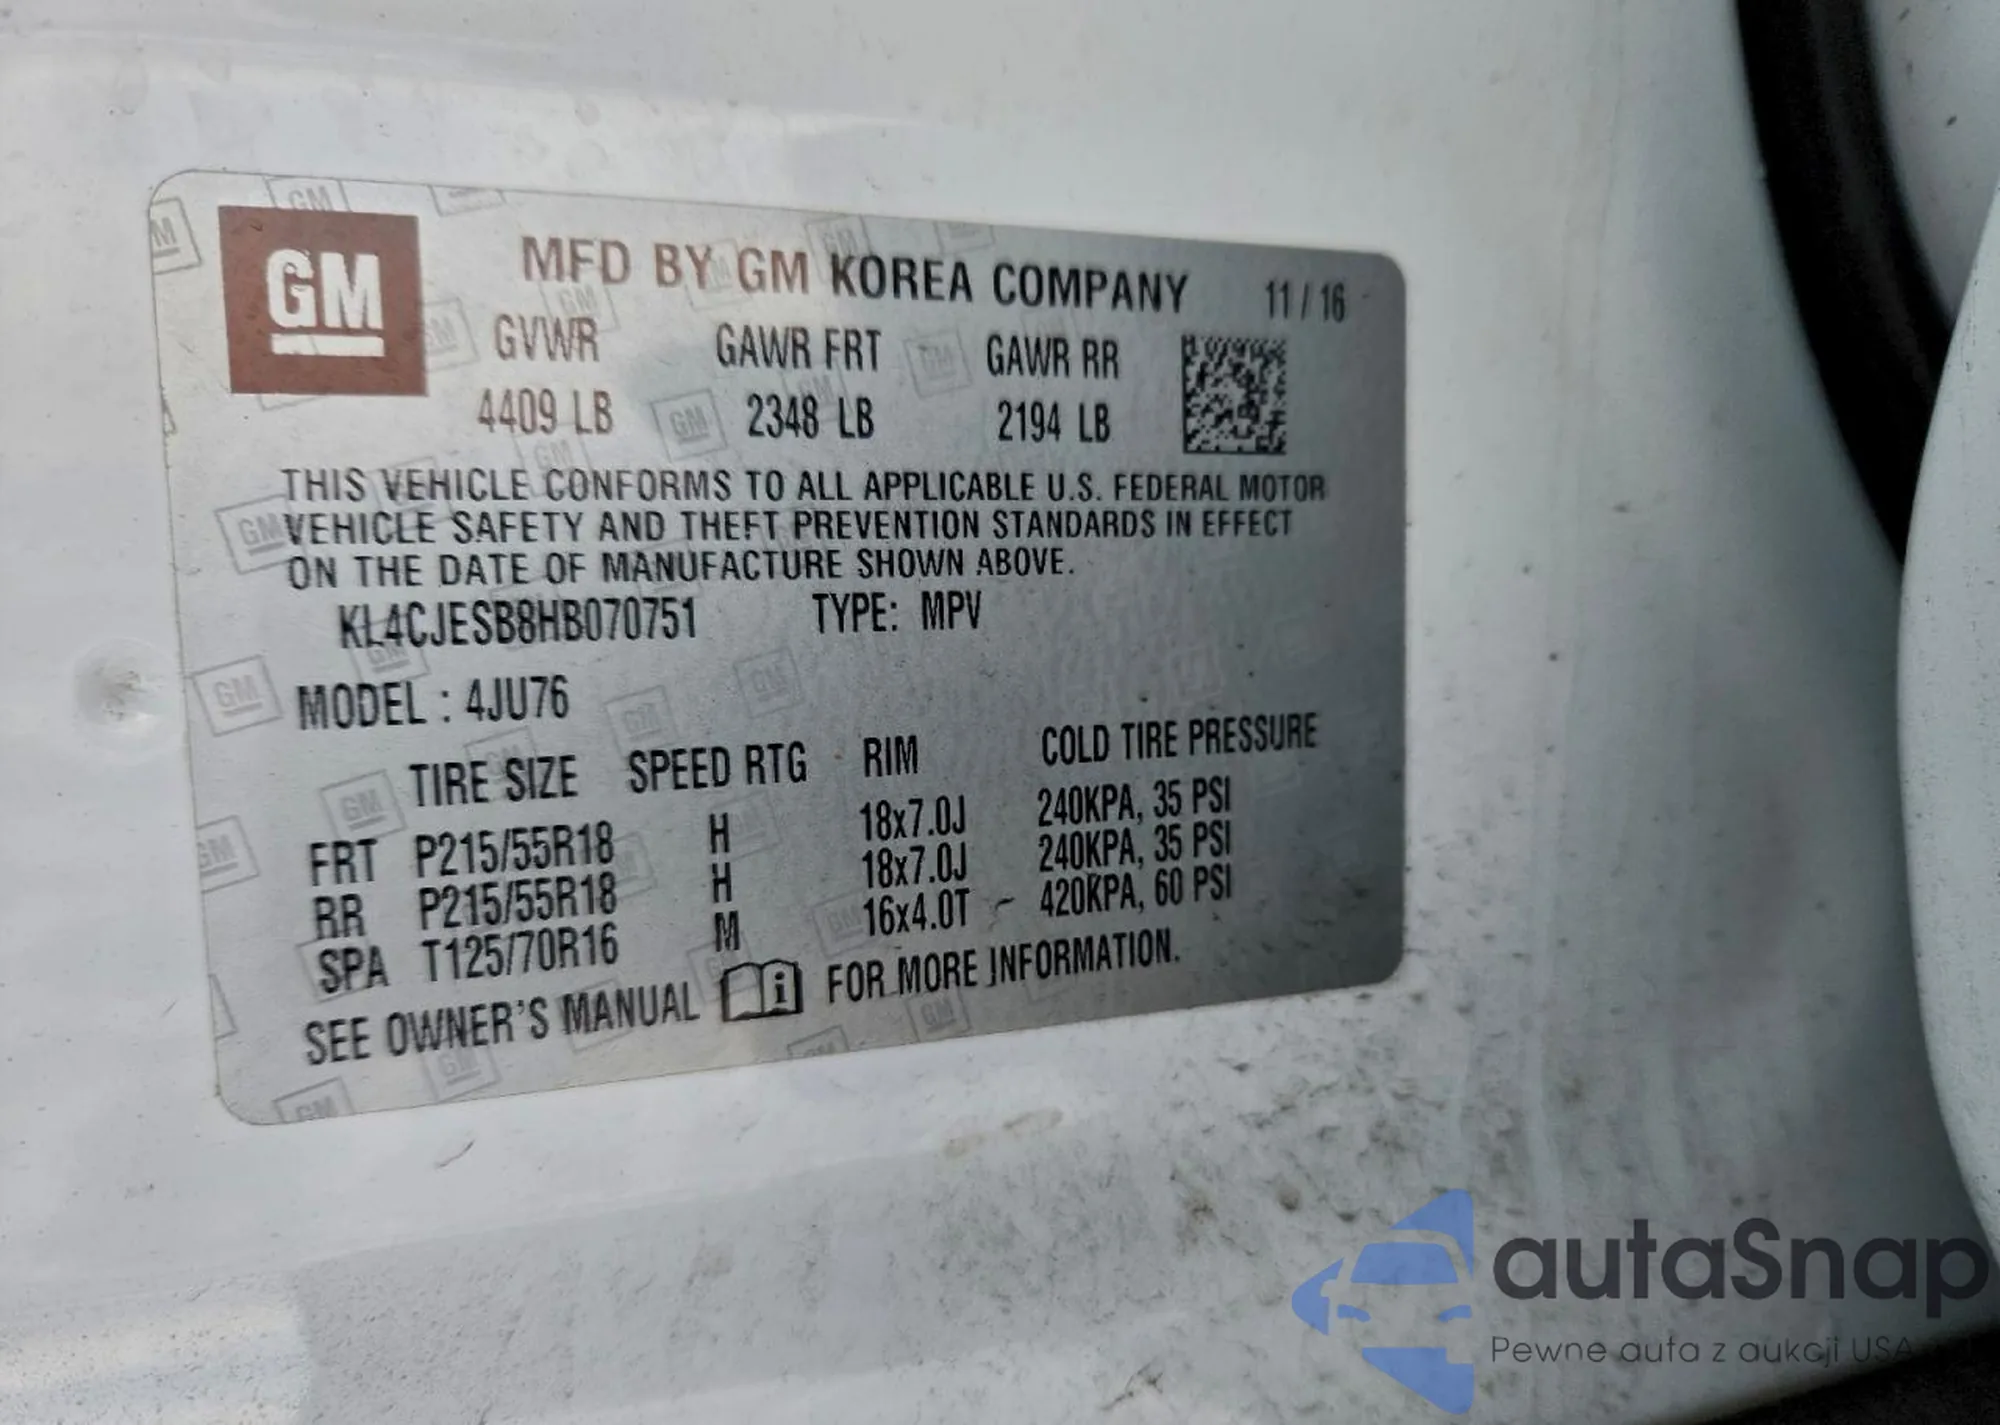 GM
MFD BY GM KOREA COMPANY 11 / 16
GVWR GAWR FRT GAWR RR
4409 LB 2348 LB 2194 LB
THIS VEHICLE CONFORMS TO ALL APPLICABLE U.S. FEDERAL MOTOR
VEHICLE SAFETY AND THEFT PREVENTION STANDARDS IN EFFECT
ON THE DATE OF MANUFACTURE SHOWN ABOVE.
KL4CJESB8HB070751 TYPE: MPV
MODEL : 4JU76
TIRE SIZE SPEED RTG RIM COLD TIRE PRESSURE
FRT P215/55R18 H 18x7.0J 240KPA, 35 PSI
RR P215/55R18 H 18x7.0J 240KPA, 35 PSI
SPA T125/70R16 M 16x4.0T 420KPA, 60 PSI
SEE OWNER'S MANUAL i FOR MORE INFORMATION.
autaSnap
Pewne auta z aukcji USA